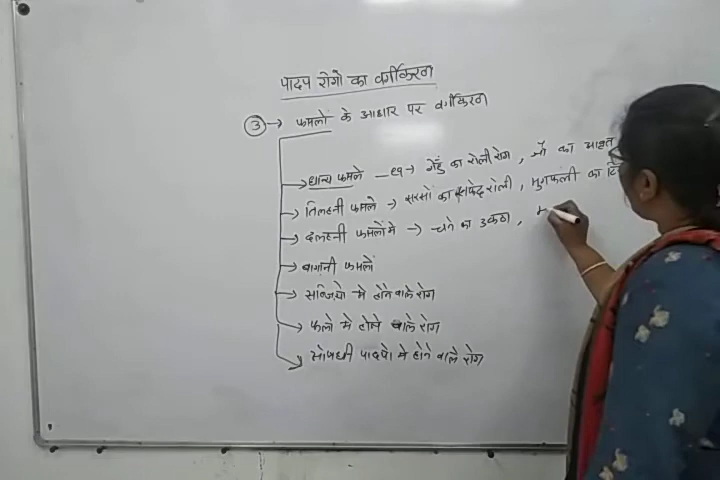 पादप रोगो का वर्गीकरण
③→ फसलों के आधार पर वर्गीकरण
→ धान्य फसले → गेहुं का रोली रोग, जौ का आवृत
→ तिलहनी फसले → सरसों का सफेद रोली, मुगफली का
→ दलहनी फसलों मे → चने का उकठा,
→ बागानी फसलें
→ सब्जियो मे होने वाले रोग
→ फलो मे होने वाले रोग
→ औषधी पादपो मे होने वाले रोग